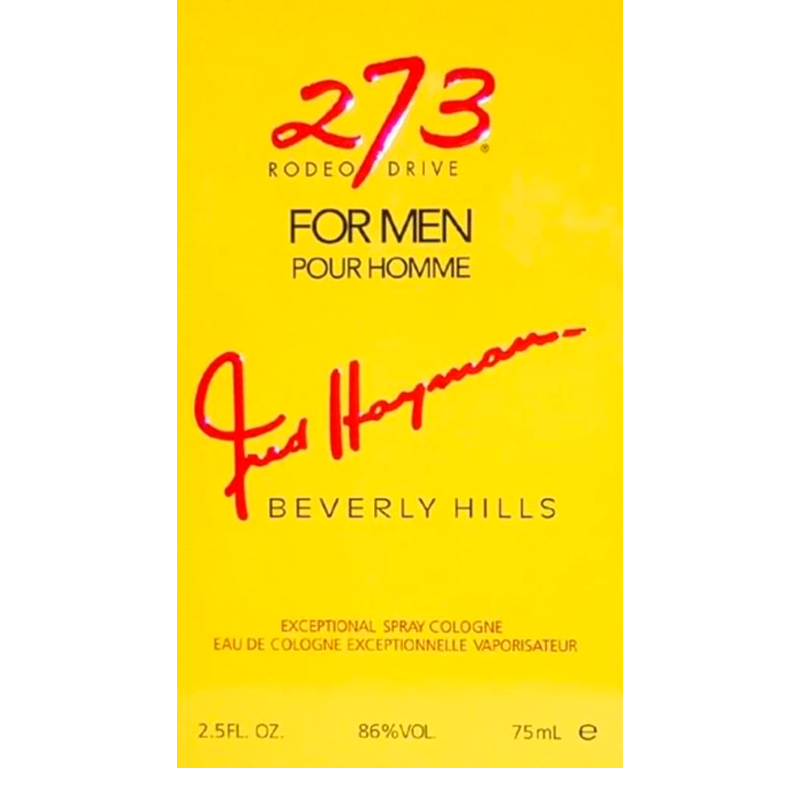 273®
RODEO DRIVE
FOR MEN
POUR HOMME
Fred Hayman
BEVERLY HILLS
EXCEPTIONAL SPRAY COLOGNE
EAU DE COLOGNE EXCEPTIONNELLE VAPORISATEUR
2.5FL. OZ. 86%VOL. 75mL ℮